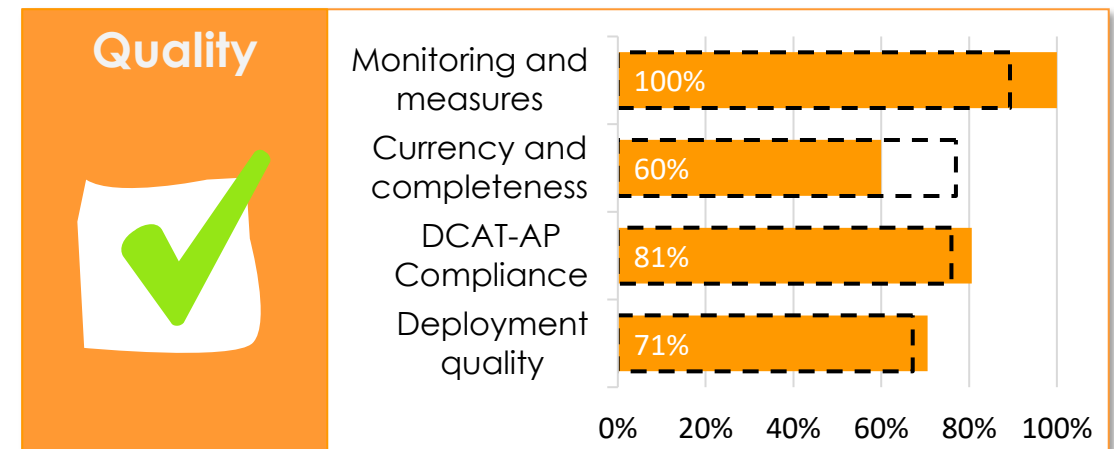 Quality
Monitoring and
measures
100%
Currency and
completeness
60%
DCAT-AP
Compliance
81%
Deployment
quality
71%
0% 20% 40% 60% 80% 100%